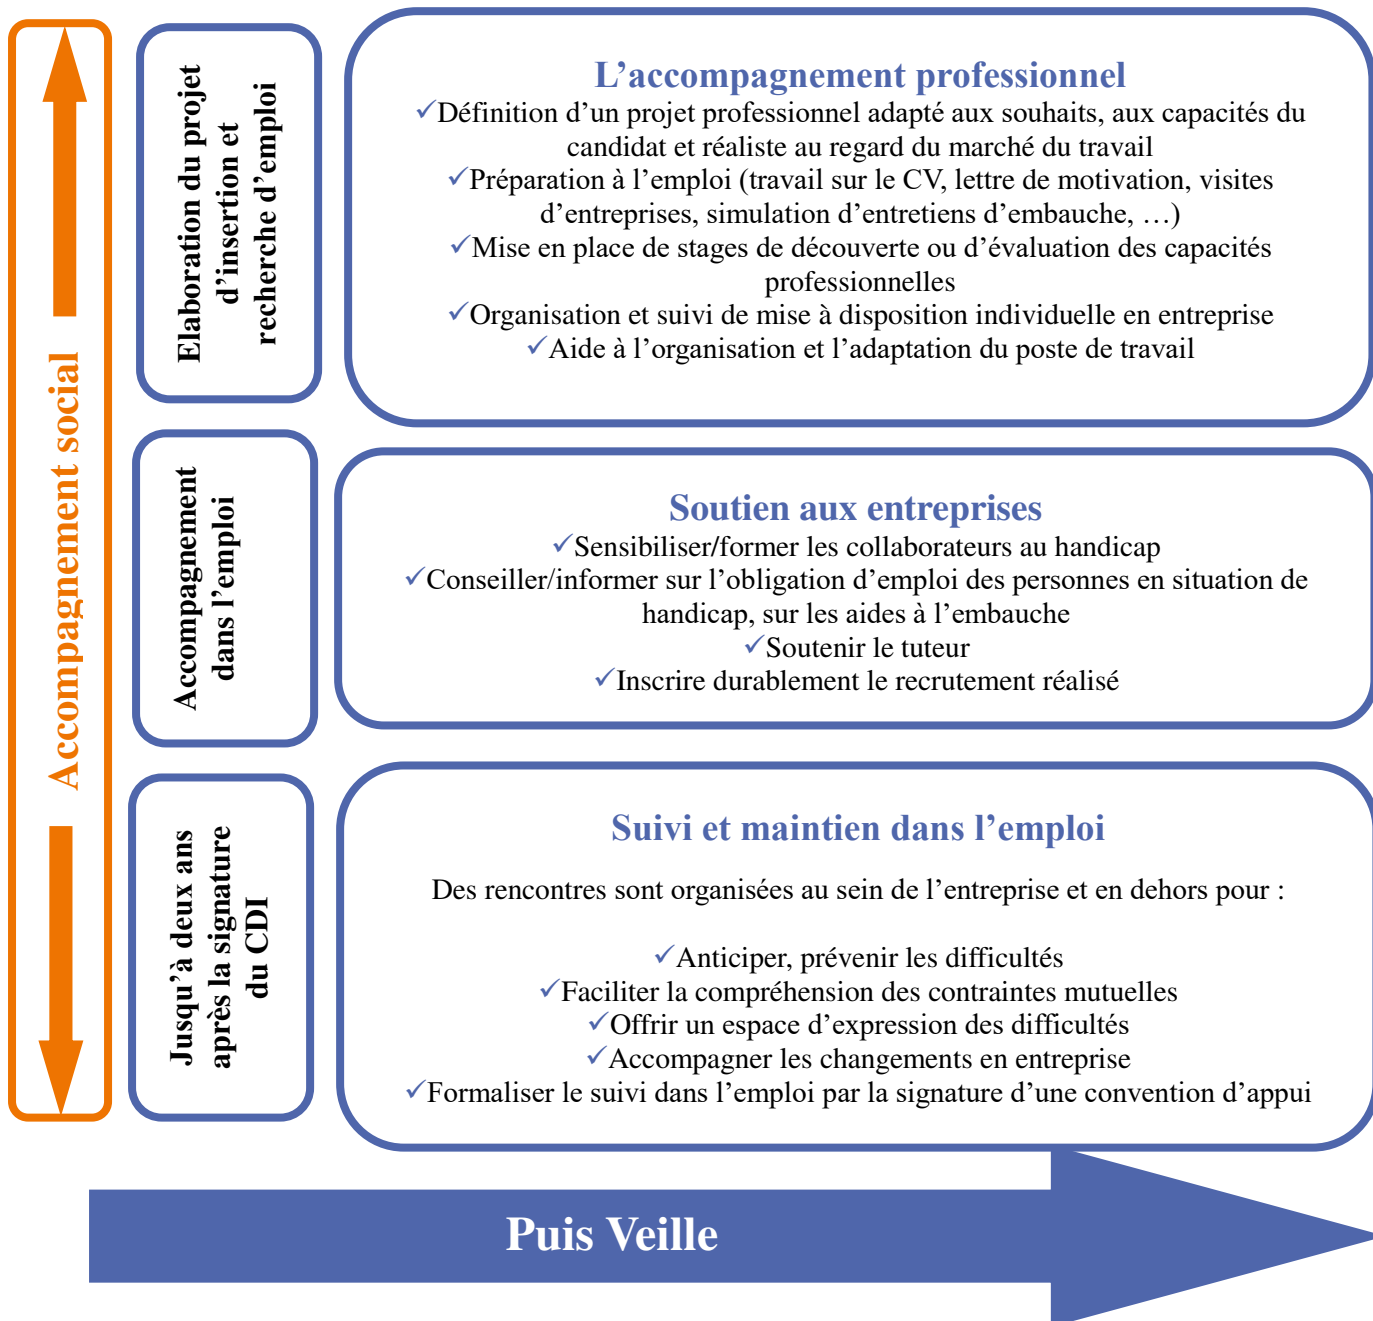 Accompagnement social
Elaboration du projet
d’insertion et
recherche d’emploi
L’accompagnement professionnel
✓Définition d’un projet professionnel adapté aux souhaits, aux capacités du
candidat et réaliste au regard du marché du travail
✓Préparation à l’emploi (travail sur le CV, lettre de motivation, visites
d’entreprises, simulation d’entretiens d’embauche, …)
✓Mise en place de stages de découverte ou d’évaluation des capacités
professionnelles
✓Organisation et suivi de mise à disposition individuelle en entreprise
✓Aide à l’organisation et l’adaptation du poste de travail
Accompagnement
dans l’emploi
Soutien aux entreprises
✓Sensibiliser/former les collaborateurs au handicap
✓Conseiller/informer sur l’obligation d’emploi des personnes en situation de
handicap, sur les aides à l’embauche
✓Soutenir le tuteur
✓Inscrire durablement le recrutement réalisé
Jusqu’à deux ans
après la signature
du CDI
Suivi et maintien dans l’emploi
Des rencontres sont organisées au sein de l’entreprise et en dehors pour :
✓Anticiper, prévenir les difficultés
✓Faciliter la compréhension des contraintes mutuelles
✓Offrir un espace d’expression des difficultés
✓Accompagner les changements en entreprise
✓Formaliser le suivi dans l’emploi par la signature d’une convention d’appui
Puis Veille